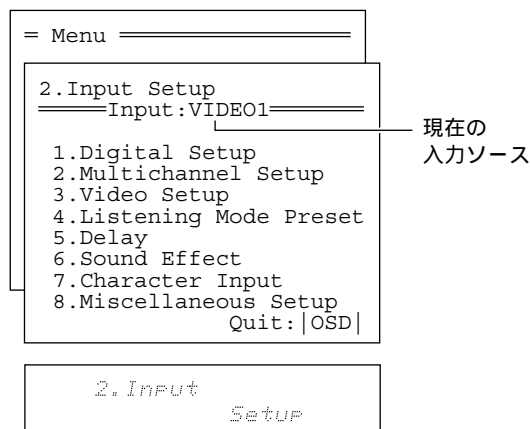 = Menu
2.Input Setup
Input:VIDEO1
現在の
入力ソース
1.Digital Setup
2.Multichannel Setup
3.Video Setup
4.Listening Mode Preset
5.Delay
6.Sound Effect
7.Character Input
8.Miscellaneous Setup
Quit:|OSD|
2.Input
Setup